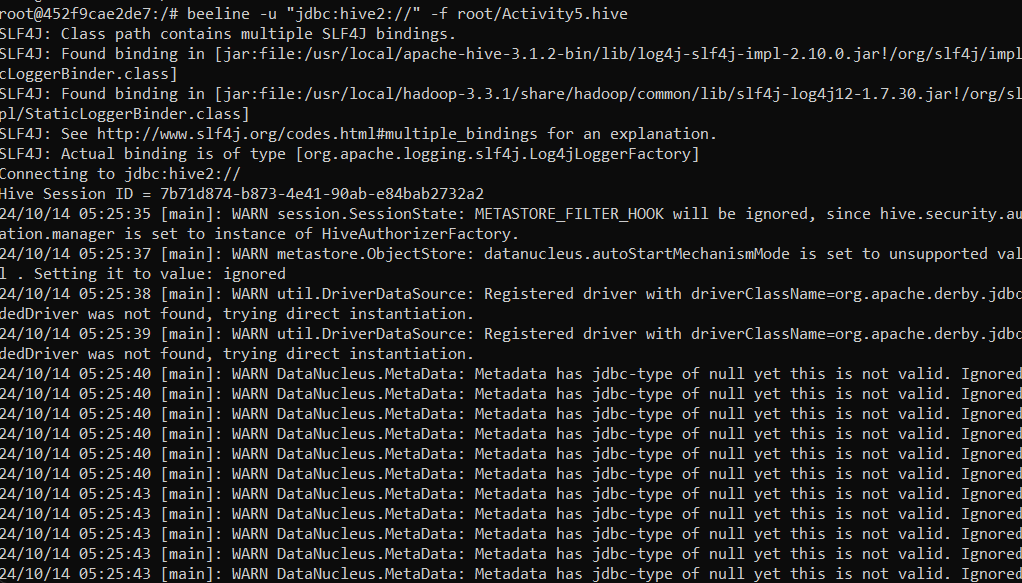 root@452f9cae2de7:/# beeline -u "jdbc:hive2://" -f root/Activity5.hive
SLF4J: Class path contains multiple SLF4J bindings.
SLF4J: Found binding in [jar:file:/usr/local/apache-hive-3.1.2-bin/lib/log4j-slf4j-impl-2.10.0.jar!/org/slf4j/impl
cLoggerBinder.class]
SLF4J: Found binding in [jar:file:/usr/local/hadoop-3.3.1/share/hadoop/common/lib/slf4j-log4j12-1.7.30.jar!/org/sl
pl/StaticLoggerBinder.class]
SLF4J: See http://www.slf4j.org/codes.html#multiple_bindings for an explanation.
SLF4J: Actual binding is of type [org.apache.logging.slf4j.Log4jLoggerFactory]
Connecting to jdbc:hive2://
Hive Session ID = 7b71d874-b873-4e41-90ab-e84bab2732a2
24/10/14 05:25:35 [main]: WARN session.SessionState: METASTORE_FILTER_HOOK will be ignored, since hive.security.au
ation.manager is set to instance of HiveAuthorizerFactory.
24/10/14 05:25:37 [main]: WARN metastore.ObjectStore: datanucleus.autoStartMechanismMode is set to unsupported val
l . Setting it to value: ignored
24/10/14 05:25:38 [main]: WARN util.DriverDataSource: Registered driver with driverClassName=org.apache.derby.jdbc
dedDriver was not found, trying direct instantiation.
24/10/14 05:25:39 [main]: WARN util.DriverDataSource: Registered driver with driverClassName=org.apache.derby.jdbc
dedDriver was not found, trying direct instantiation.
24/10/14 05:25:40 [main]: WARN DataNucleus.MetaData: Metadata has jdbc-type of null yet this is not valid. Ignored
24/10/14 05:25:40 [main]: WARN DataNucleus.MetaData: Metadata has jdbc-type of null yet this is not valid. Ignored
24/10/14 05:25:40 [main]: WARN DataNucleus.MetaData: Metadata has jdbc-type of null yet this is not valid. Ignored
24/10/14 05:25:40 [main]: WARN DataNucleus.MetaData: Metadata has jdbc-type of null yet this is not valid. Ignored
24/10/14 05:25:40 [main]: WARN DataNucleus.MetaData: Metadata has jdbc-type of null yet this is not valid. Ignored
24/10/14 05:25:40 [main]: WARN DataNucleus.MetaData: Metadata has jdbc-type of null yet this is not valid. Ignored
24/10/14 05:25:43 [main]: WARN DataNucleus.MetaData: Metadata has jdbc-type of null yet this is not valid. Ignored
24/10/14 05:25:43 [main]: WARN DataNucleus.MetaData: Metadata has jdbc-type of null yet this is not valid. Ignored
24/10/14 05:25:43 [main]: WARN DataNucleus.MetaData: Metadata has jdbc-type of null yet this is not valid. Ignored
24/10/14 05:25:43 [main]: WARN DataNucleus.MetaData: Metadata has jdbc-type of null yet this is not valid. Ignored
24/10/14 05:25:43 [main]: WARN DataNucleus.MetaData: Metadata has jdbc-type of null yet this is not valid. Ignored